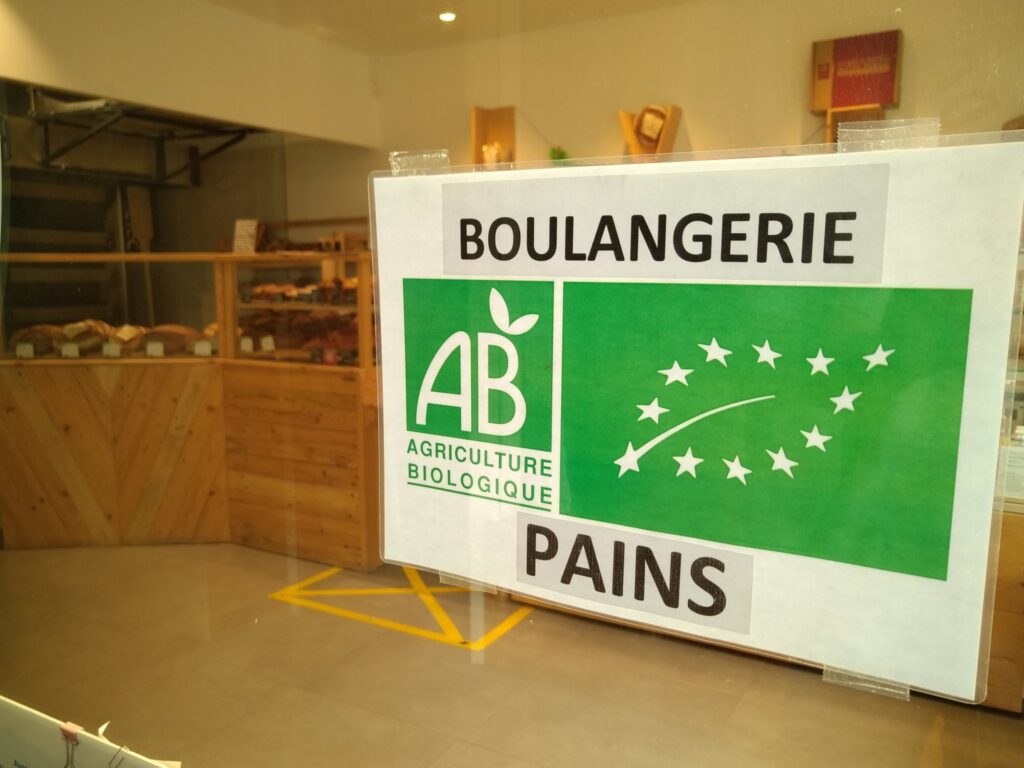 BOULANGERIE
AB
AGRICULTURE
BIOLOGIQUE
PAINS